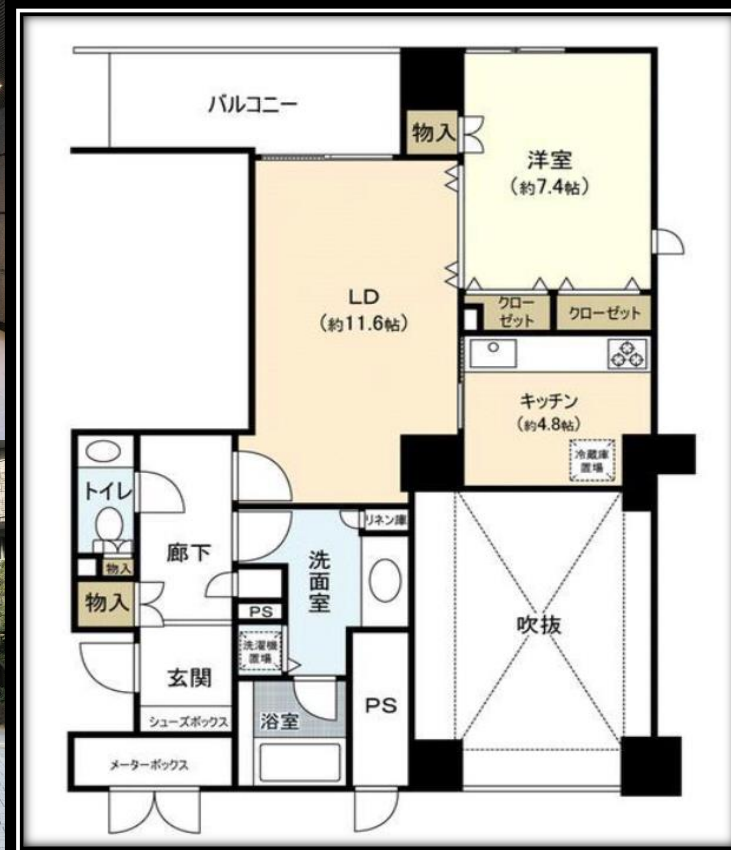 バルコニー
物入
洋室
(約7.4帖)
LD
(約11.6帖)
クロー
ゼット
クローゼット
キッチン
(約4.8帖)
冷蔵庫
置場
トイレ
リネン庫
廊下
洗
面
室
物入
物入
PS
吹抜
洗濯機
置場
玄関
PS
シューズボックス
浴室
メーターボックス